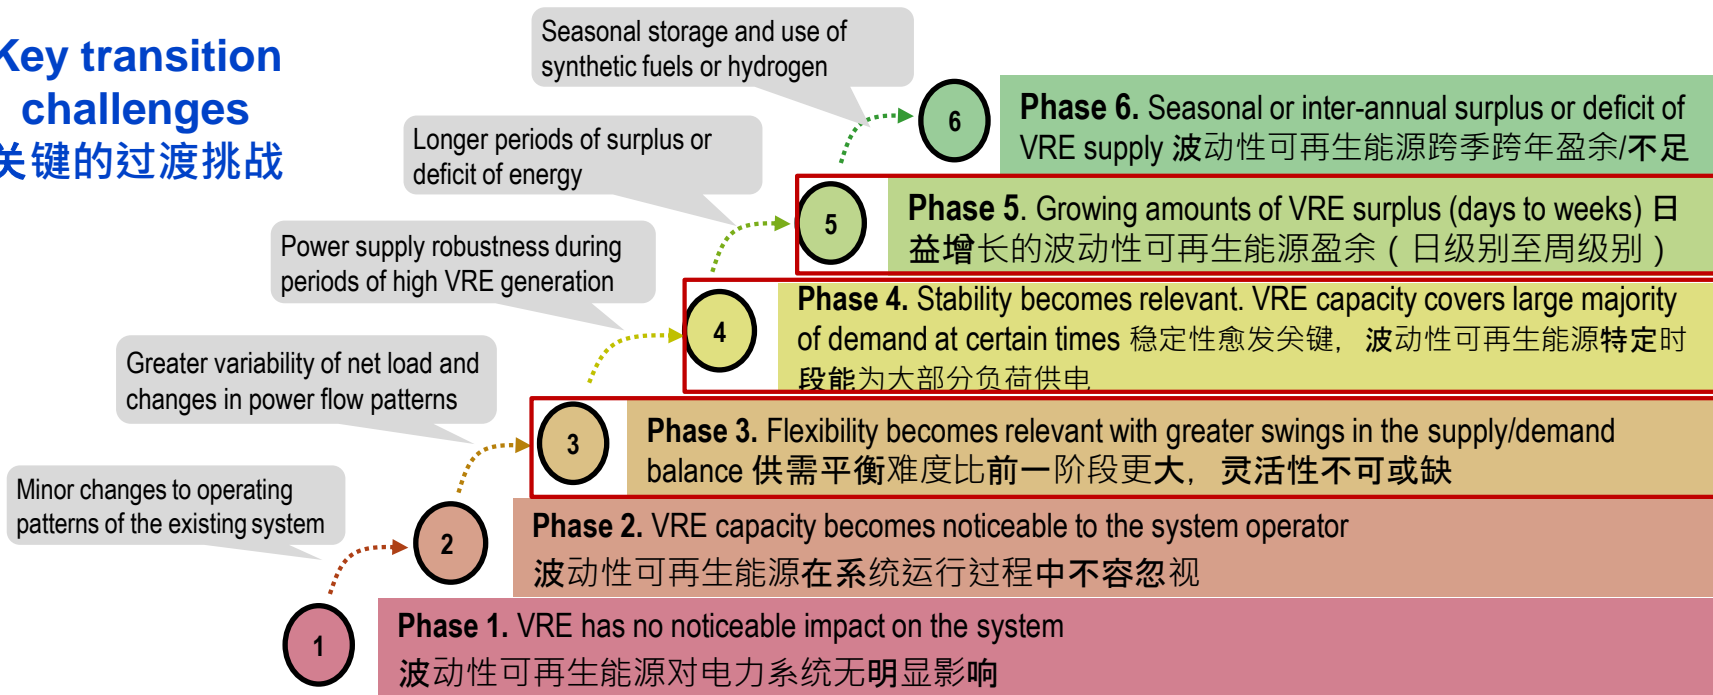 Key transition
challenges
关键的过渡挑战
Seasonal storage and use of
synthetic fuels or hydrogen
6
Phase 6. Seasonal or inter-annual surplus or deficit of
VRE supply 波动性可再生能源跨季跨年盈余/不足
Longer periods of surplus or
deficit of energy
5
Phase 5. Growing amounts of VRE surplus (days to weeks) 日
益增长的波动性可再生能源盈余（日级别至周级别）
Power supply robustness during
periods of high VRE generation
4
Phase 4. Stability becomes relevant. VRE capacity covers large majority
of demand at certain times 稳定性愈发关键，波动性可再生能源特定时
段能为大部分负荷供电
Greater variability of net load and
changes in power flow patterns
3
Phase 3. Flexibility becomes relevant with greater swings in the supply/demand
balance 供需平衡难度比前一阶段更大，灵活性不可或缺
Minor changes to operating
patterns of the existing system
2
Phase 2. VRE capacity becomes noticeable to the system operator
波动性可再生能源在系统运行过程中不容忽视
1
Phase 1. VRE has no noticeable impact on the system
波动性可再生能源对电力系统无明显影响